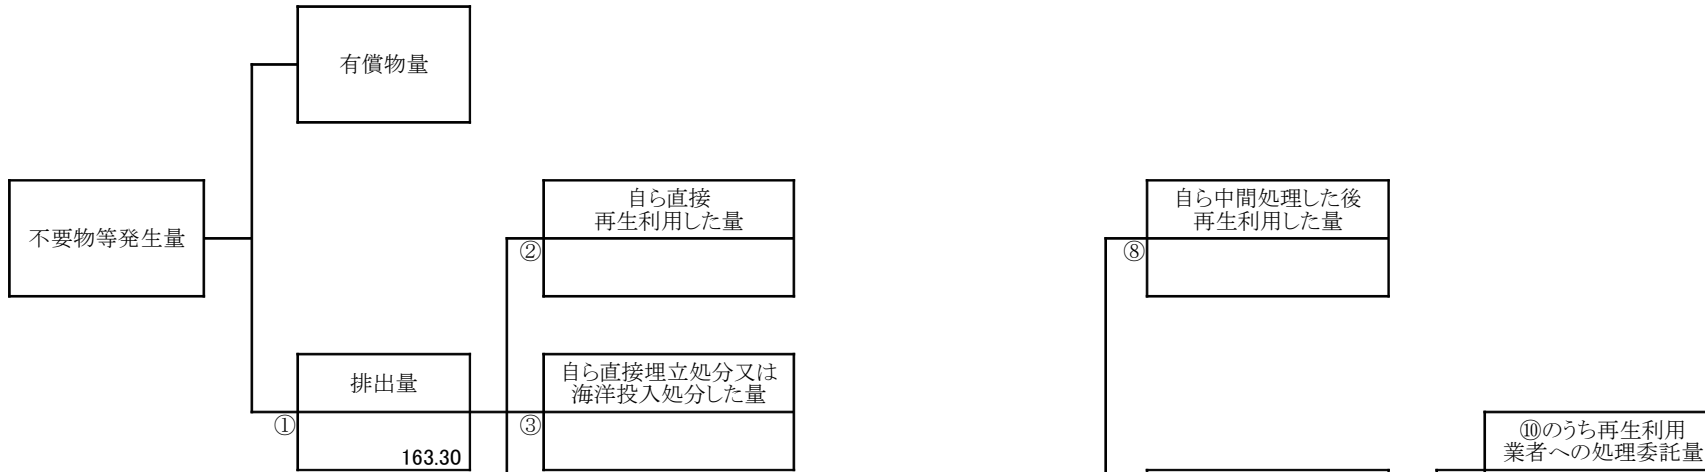 有償物量
自ら直接
再生利用した量
自ら中間処理した後
再生利用した量
不要物等発生量
②
⑧
排出量
自ら直接埋立処分又は
海洋投入処分した量
①
③
163.30
⑩のうち再生利用
業者への処理委託量